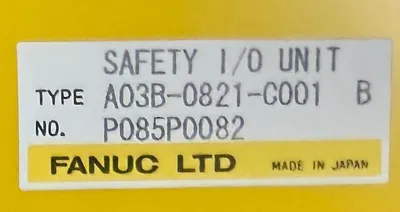 SAFETY I/O UNIT
TYPE A03B-0821-C001 B
NO. P085P0082
FANUC LTD MADE IN JAPAN